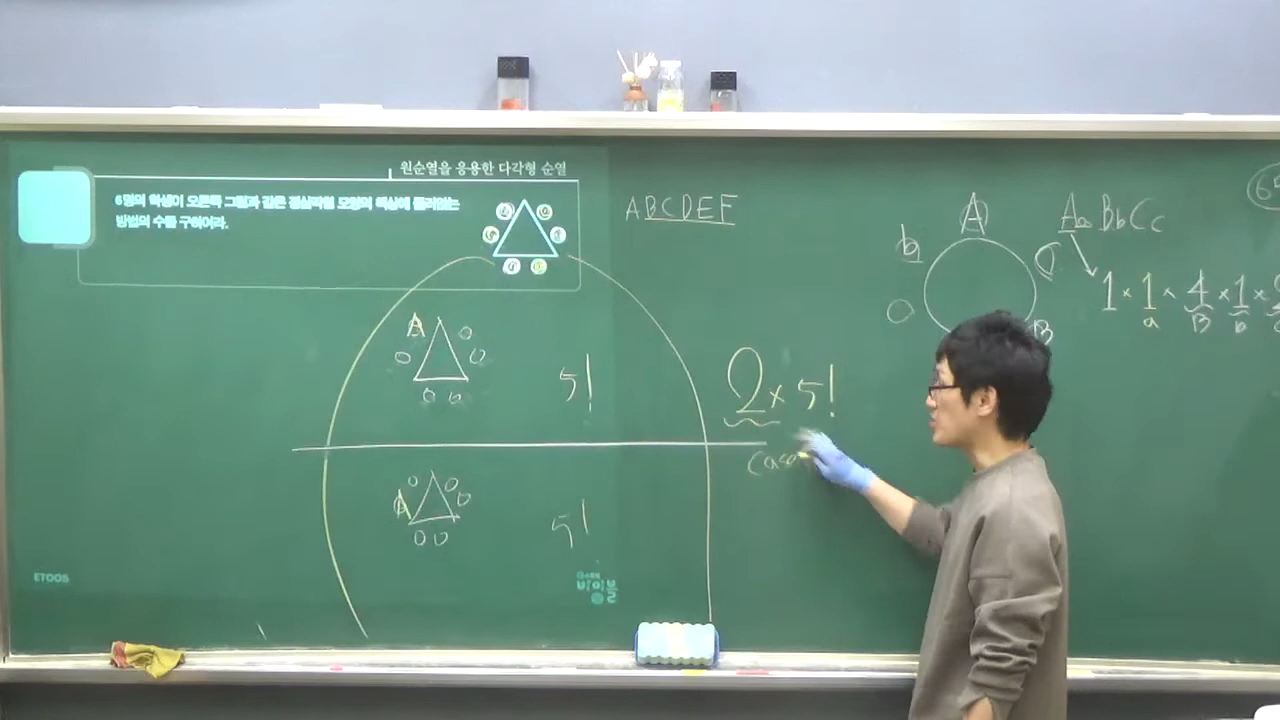 원순열을 응용한 다각형 순열
6명의 학생이 오른쪽 그림과 같은 정삼각형 모양의 책상에 둘러앉는
방법의 수를 구하여라.
ABCDEF
A
Aa Bb Cc
b
1 × 1 × 4 × 1 ×
a B b
B
A
5!
2 × 5!
Case
A
5!
ETOOS